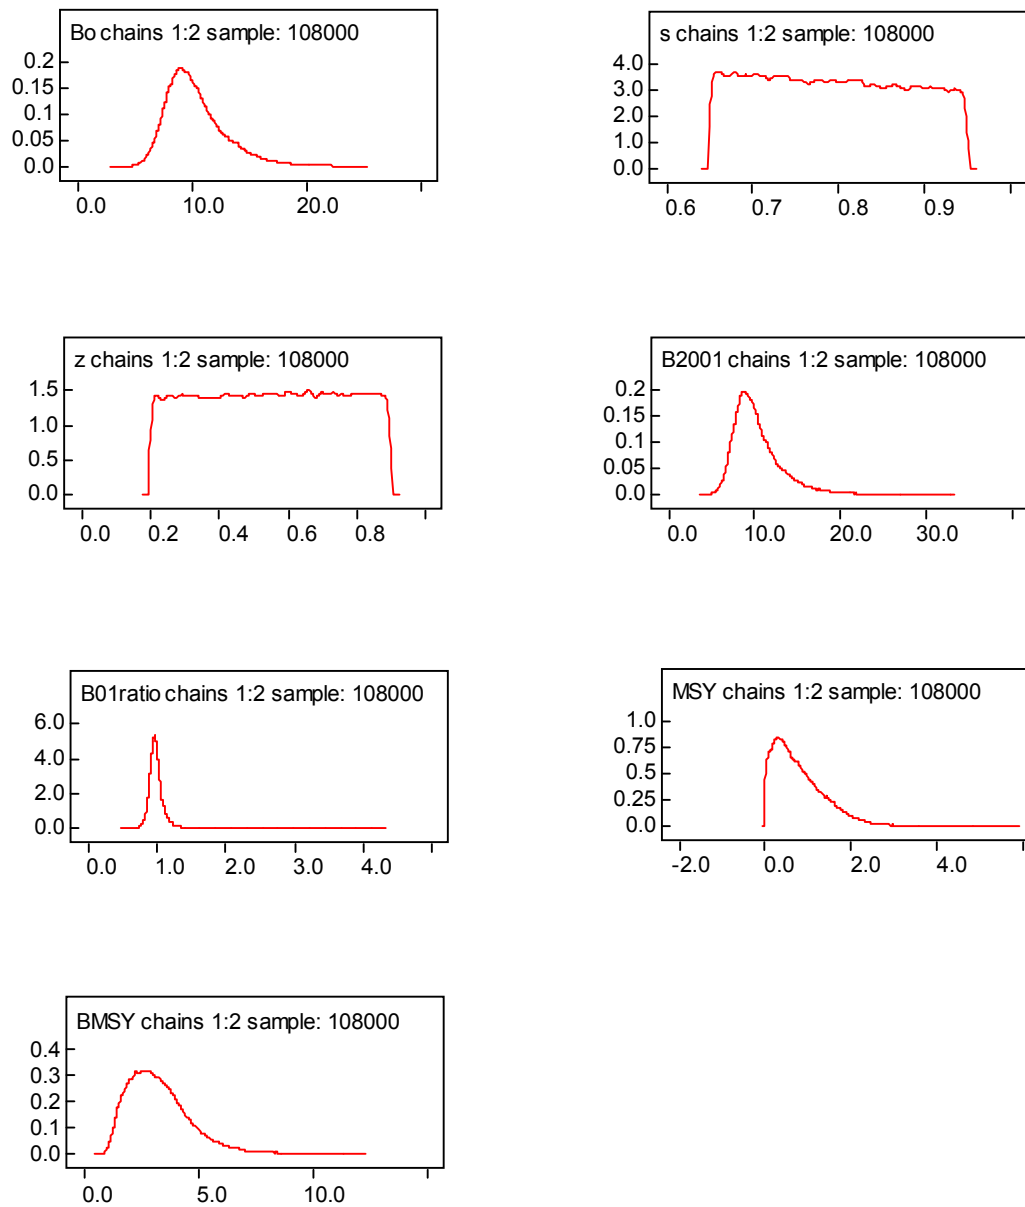 Bo chains 1:2 sample: 108000
0.2
0.15
0.1
0.05
0.0
0.0 10.0 20.0
s chains 1:2 sample: 108000
4.0
3.0
2.0
1.0
0.0
0.6 0.7 0.8 0.9
z chains 1:2 sample: 108000
1.5
1.0
0.5
0.0
0.0 0.2 0.4 0.6 0.8
B2001 chains 1:2 sample: 108000
0.2
0.15
0.1
0.05
0.0
0.0 10.0 20.0 30.0
B01ratio chains 1:2 sample: 108000
6.0
4.0
2.0
0.0
0.0 1.0 2.0 3.0 4.0
MSY chains 1:2 sample: 108000
1.0
0.75
0.5
0.25
0.0
-2.0 0.0 2.0 4.0
BMSY chains 1:2 sample: 108000
0.4
0.3
0.2
0.1
0.0
0.0 5.0 10.0